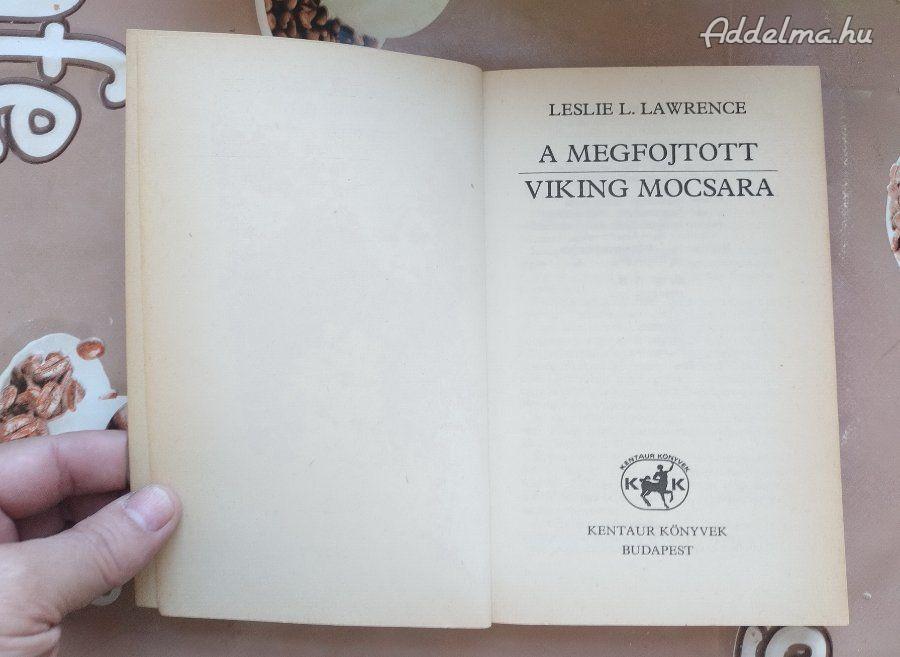 Addelma.hu
LESLIE L. LAWRENCE
A MEGFOJTOTT
VIKING MOCSARA
KENTAUR KÖNYVEK
K K
KENTAUR KÖNYVEK
BUDAPEST